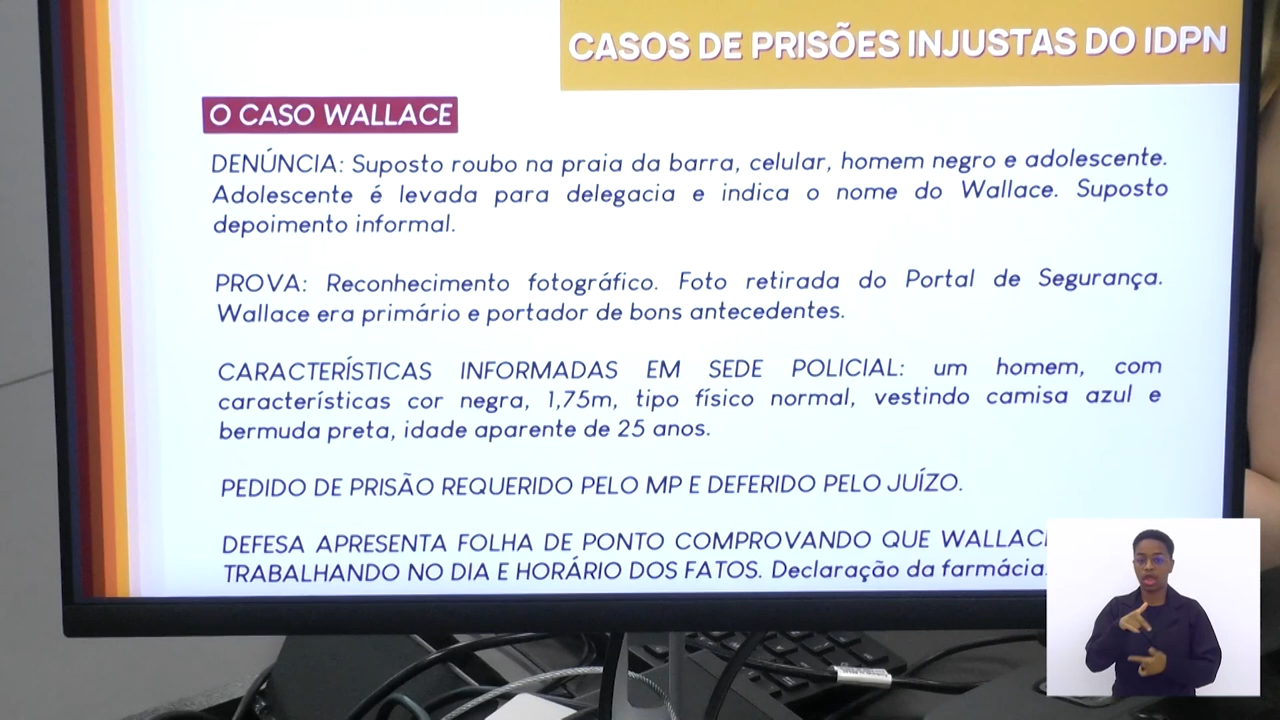 CASOS DE PRISÕES INJUSTAS DO IDPN
O CASO WALLACE
DENÚNCIA: Suposto roubo na praia da barra, celular, homem negro e adolescente.
Adolescente é levada para delegacia e indica o nome do Wallace. Suposto
depoimento informal.
PROVA: Reconhecimento fotográfico. Foto retirada do Portal de Segurança.
Wallace era primário e portador de bons antecedentes.
CARACTERÍSTICAS INFORMADAS EM SEDE POLICIAL: um homem, com
características cor negra, 1,75m, tipo físico normal, vestindo camisa azul e
bermuda preta, idade aparente de 25 anos.
PEDIDO DE PRISÃO REQUERIDO PELO MP E DEFERIDO PELO JUÍZO.
DEFESA APRESENTA FOLHA DE PONTO COMPROVANDO QUE WALLAC
TRABALHANDO NO DIA E HORÁRIO DOS FATOS. Declaração da farmácia.